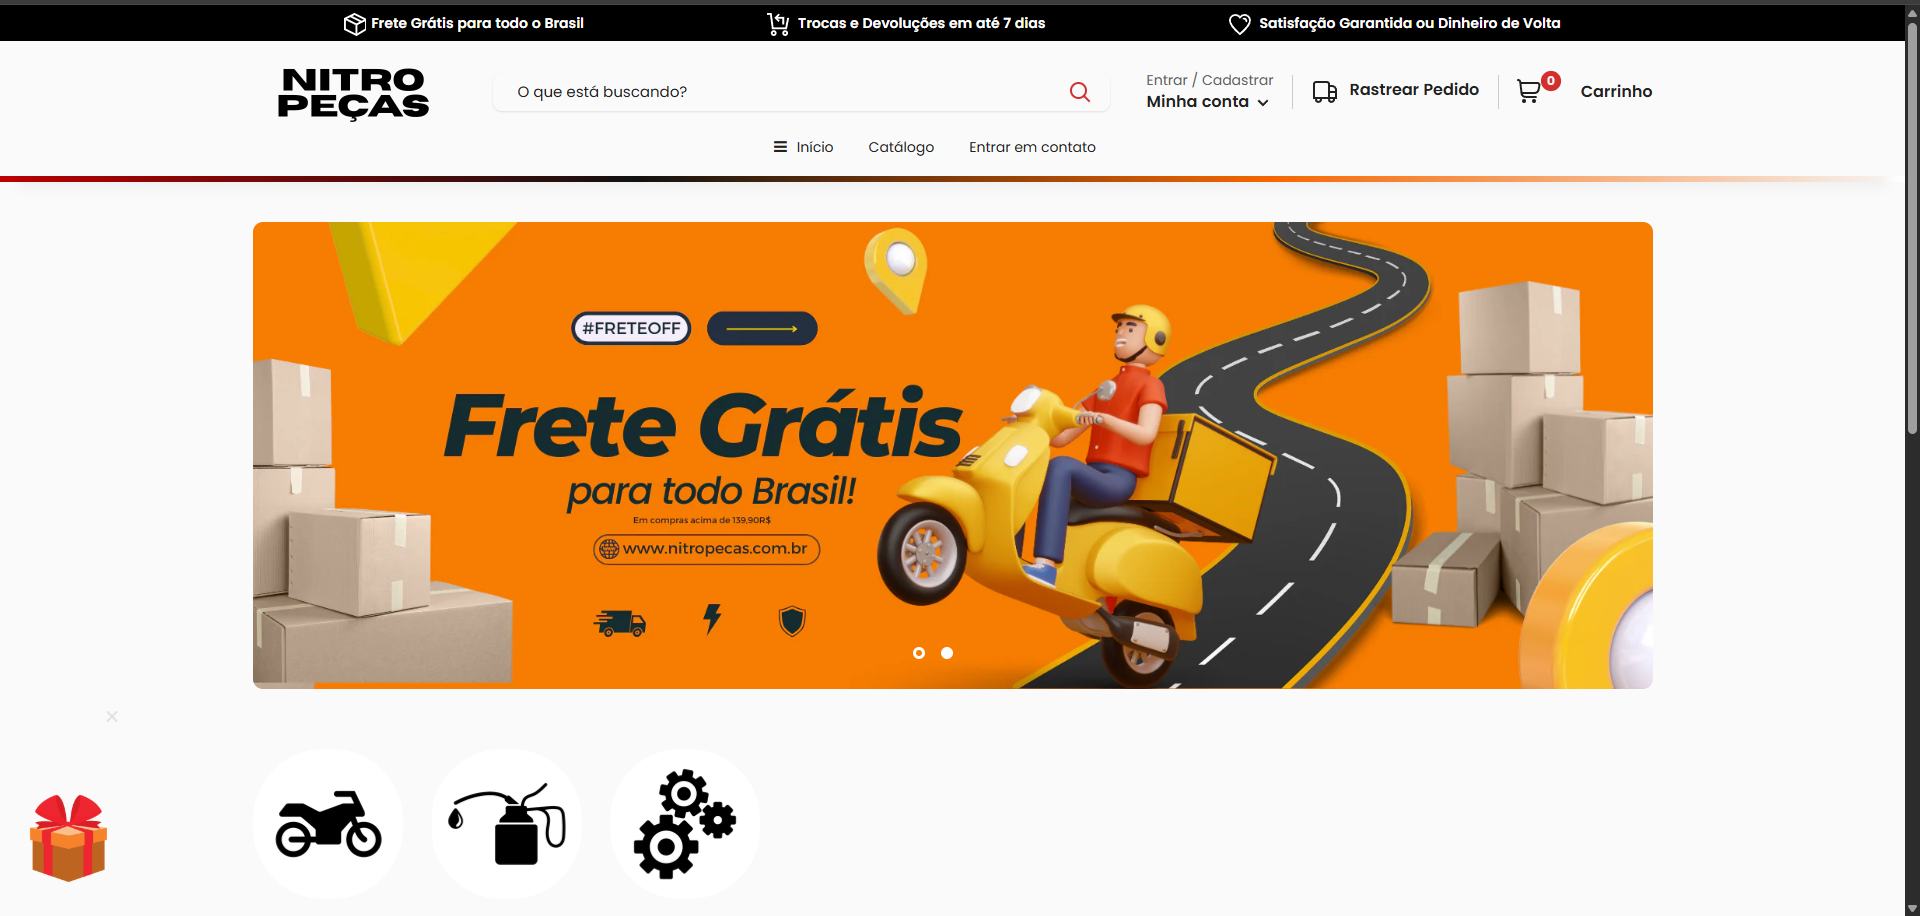 Frete Grátis para todo o Brasil
Trocas e Devoluções em até 7 dias
Satisfação Garantida ou Dinheiro de Volta
NITRO
PEÇAS
O que está buscando?
Entrar / Cadastrar
Minha conta
Rastrear Pedido
0
Carrinho
Início
Catálogo
Entrar em contato
#FRETEOFF
Frete Grátis
para todo Brasil!
Em compras acima de 139,90R$
www.nitropecas.com.br